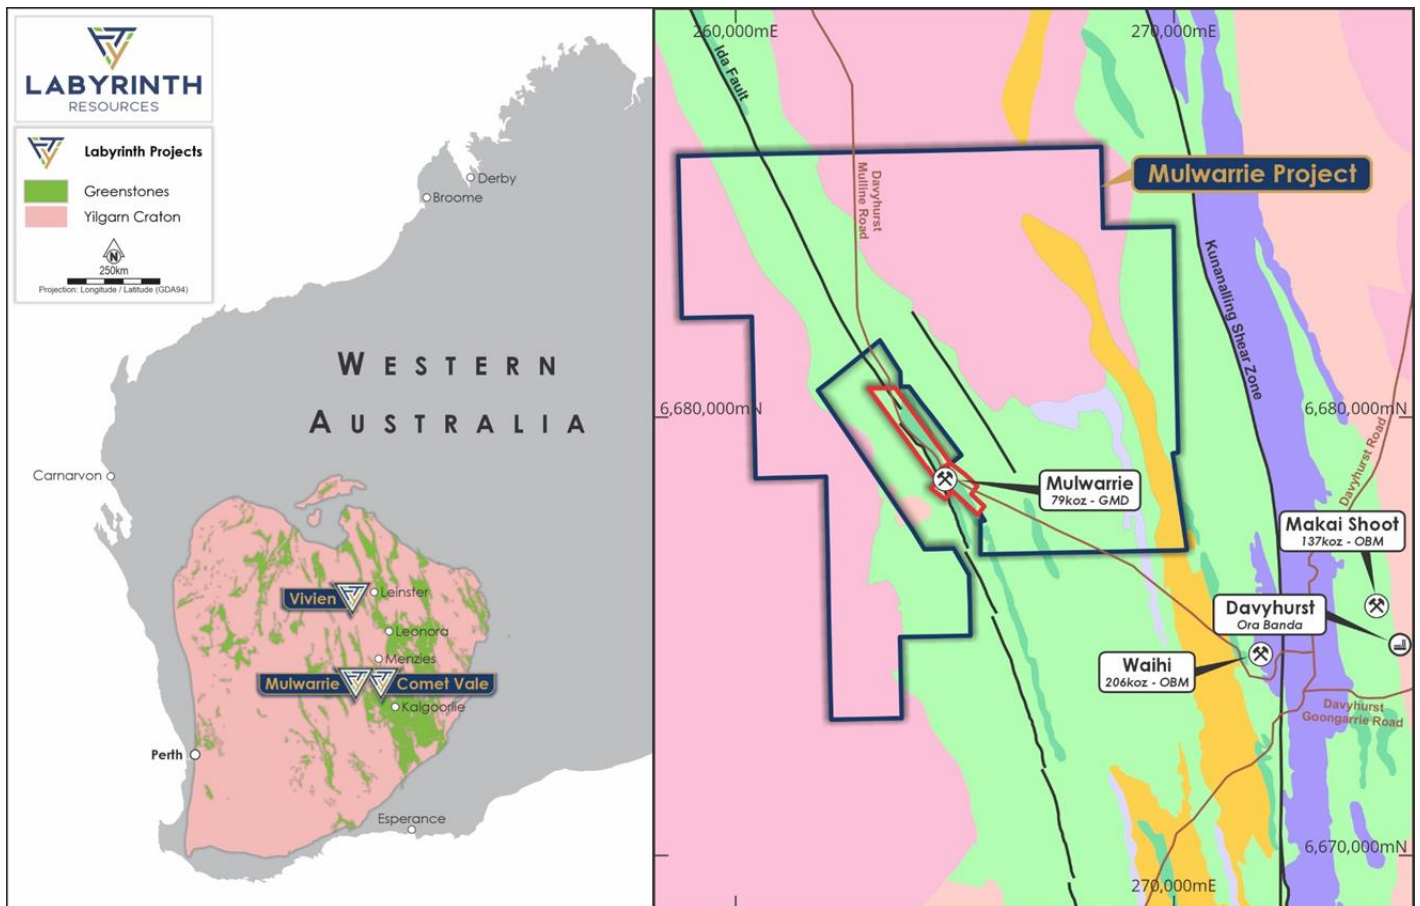 LABYRINTH
RESOURCES
Labyrinth Projects
Greenstones
Yilgarn Craton
N
250km
Projection: Longitude / Latitude (GDA94)
Derby
Broome
WESTERN
AUSTRALIA
Carnarvon
Vivien
Leinster
Leonora
Menzies
Mulwarrie
Comet Vale
Kalgoorlie
Perth
Esperance
260,000mE
270,000mE
Ida Fault
Davyhurst
Mulline Road
Mulwarrie Project
Kunanalling Shear Zone
6,680,000mN
6,680,000mN
Davyhurst Road
Mulwarrie
79koz - GMD
Makai Shoot
137koz - OBM
Davyhurst
Ora Banda
Waihi
206koz - OBM
Davyhurst
Goongarrie Road
6,670,000mN
270,000mE